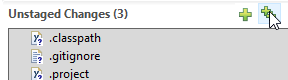 Unstaged Changes (3)
.classpath
.gitignore
.project